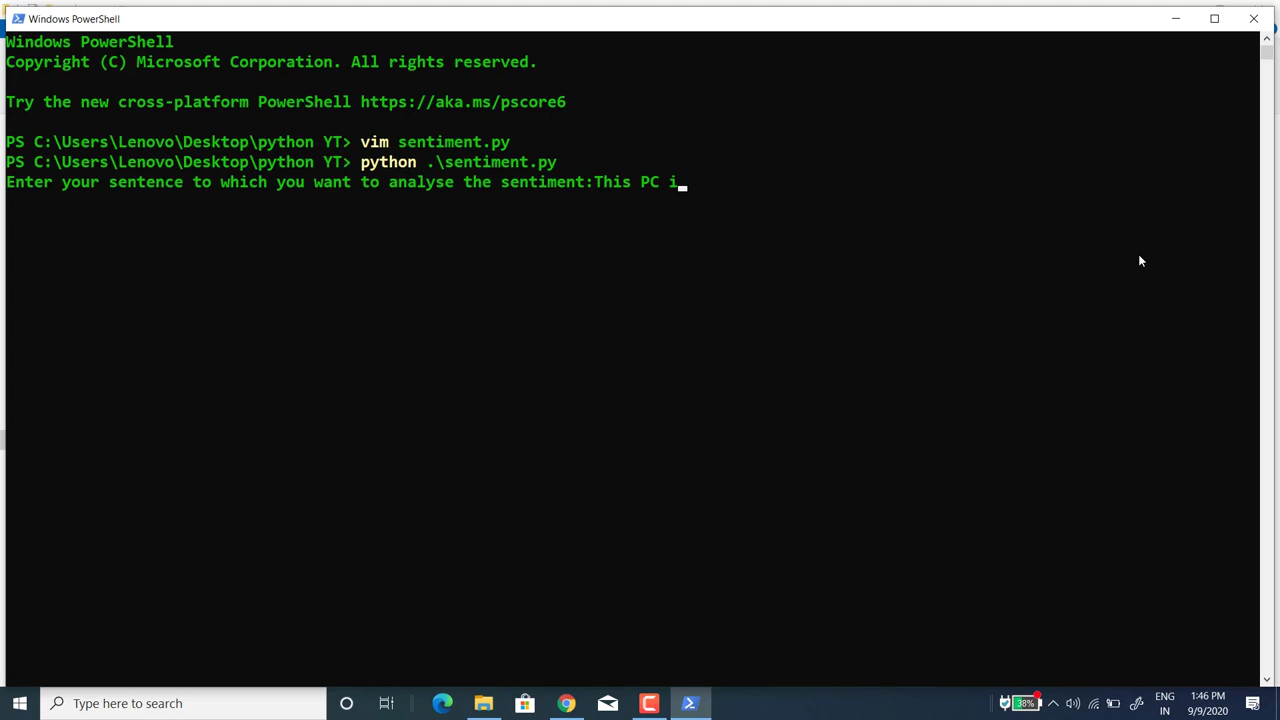 Windows PowerShell
Windows PowerShell
Copyright (C) Microsoft Corporation. All rights reserved.
Try the new cross-platform PowerShell https://aka.ms/pscore6
PS C:\Users\Lenovo\Desktop\python YT> vim sentiment.py
PS C:\Users\Lenovo\Desktop\python YT> python .\sentiment.py
Enter your sentence to which you want to analyse the sentiment:This PC i
Type here to search
38%
ENG
IN
1:46 PM
9/9/2020